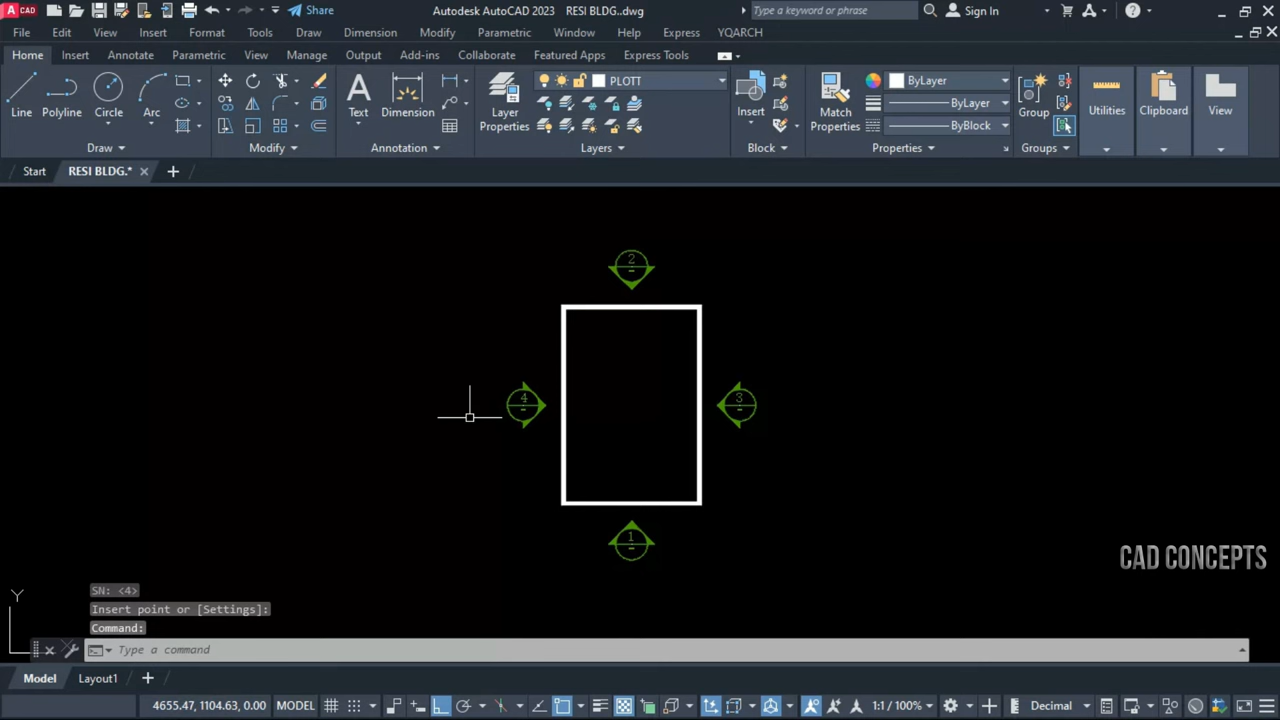 CAD
Share
Autodesk AutoCAD 2023 RESI BLDG..dwg
Type a keyword or phrase
Sign In
File Edit View Insert Format Tools Draw Dimension Modify Parametric Window Help Express YQARCH
Home Insert Annotate Parametric View Manage Output Add-ins Collaborate Featured Apps Express Tools
PLOTT
ByLayer
Line Polyline Circle Arc
Text Dimension
Layer Properties
Insert
Match Properties
ByLayer
ByBlock
Group
Utilities Clipboard View
Draw Modify Annotation Layers Block Properties Groups
Start RESI BLDG.*
2
4
3
1
CAD CONCEPTS
SN: <4>
Insert point or [Settings]:
Command:
Y
Type a command
Model Layout1
4655.47, 1104.63, 0.00 MODEL
1:1 / 100%
Decimal